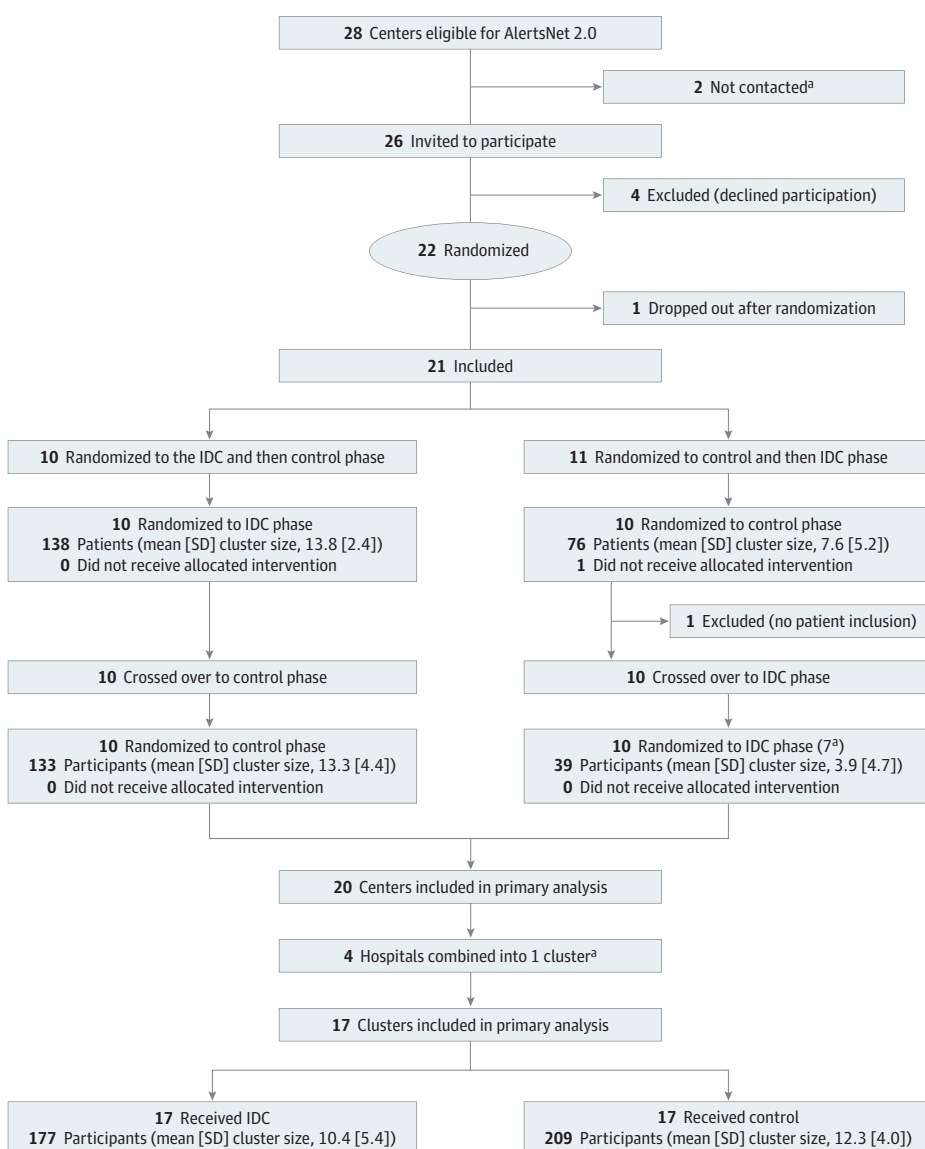 28 Centers eligible for AlertsNet 2.0
2 Not contactedᵃ
26 Invited to participate
4 Excluded (declined participation)
22 Randomized
1 Dropped out after randomization
21 Included
10 Randomized to the IDC and then control phase
11 Randomized to control and then IDC phase
10 Randomized to IDC phase
138 Patients (mean [SD] cluster size, 13.8 [2.4])
0 Did not receive allocated intervention
10 Randomized to control phase
76 Patients (mean [SD] cluster size, 7.6 [5.2])
1 Did not receive allocated intervention
1 Excluded (no patient inclusion)
10 Crossed over to control phase
10 Crossed over to IDC phase
10 Randomized to control phase
133 Participants (mean [SD] cluster size, 13.3 [4.4])
0 Did not receive allocated intervention
10 Randomized to IDC phase (7ᵃ)
39 Participants (mean [SD] cluster size, 3.9 [4.7])
0 Did not receive allocated intervention
20 Centers included in primary analysis
4 Hospitals combined into 1 clusterᵃ
17 Clusters included in primary analysis
17 Received IDC
177 Participants (mean [SD] cluster size, 10.4 [5.4])
17 Received control
209 Participants (mean [SD] cluster size, 12.3 [4.0])